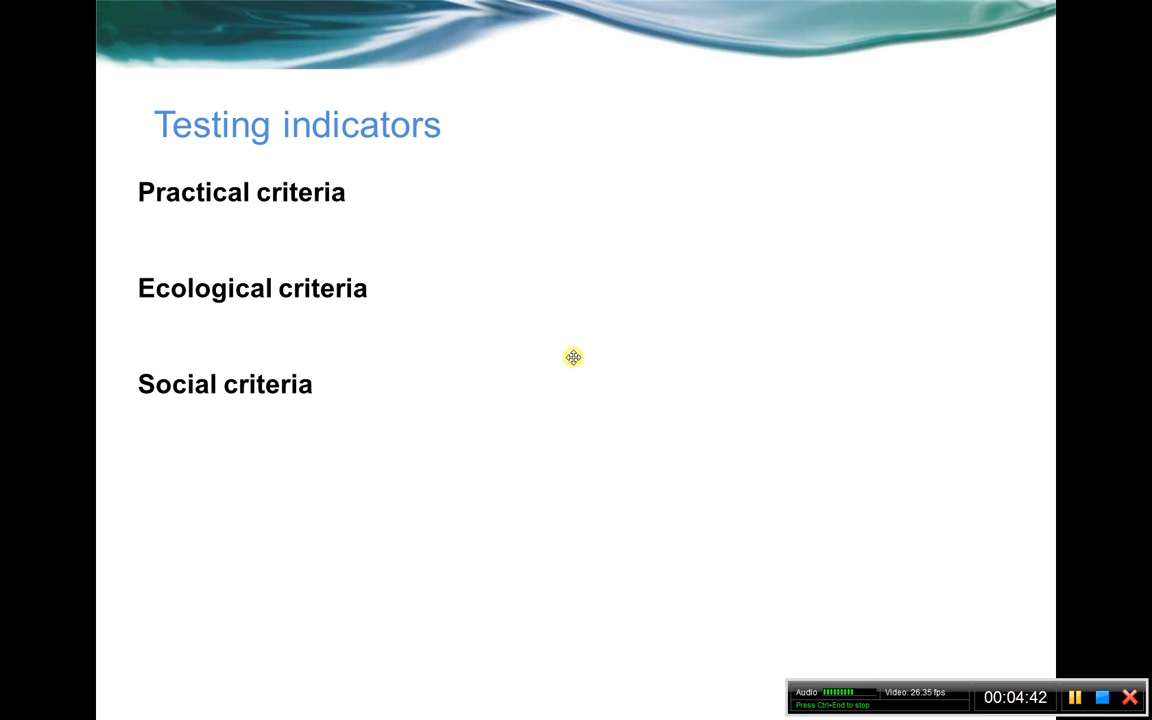 Testing indicators
Practical criteria
Ecological criteria
Social criteria
Audio Video: 26.35 fps
Press Ctrl+End to stop
00:04:42